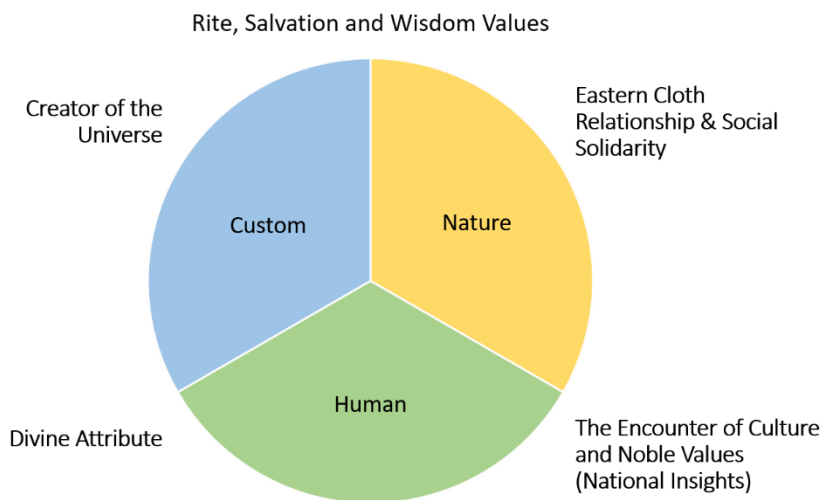 Rite, Salvation and Wisdom Values
Creator of the
Universe
Eastern Cloth
Relationship & Social
Solidarity
Custom
Nature
Human
Divine Attribute
The Encounter of Culture
and Noble Values
(National Insights)